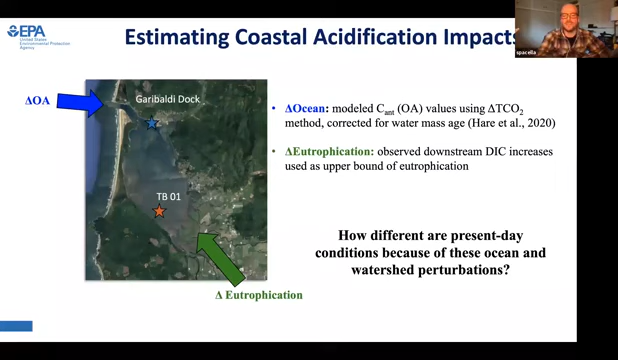 EPA
United States
Environmental Protection
Agency
Estimating Coastal Acidification Impacts
spacella
ΔOA
Garibaldi Dock
TB 01
Δ Eutrophication
• ΔOcean: modeled Cant (OA) values using ΔTCO2
method, corrected for water mass age (Hare et al., 2020)
• ΔEutrophication: observed downstream DIC increases
used as upper bound of eutrophication
How different are present-day
conditions because of these ocean and
watershed perturbations?